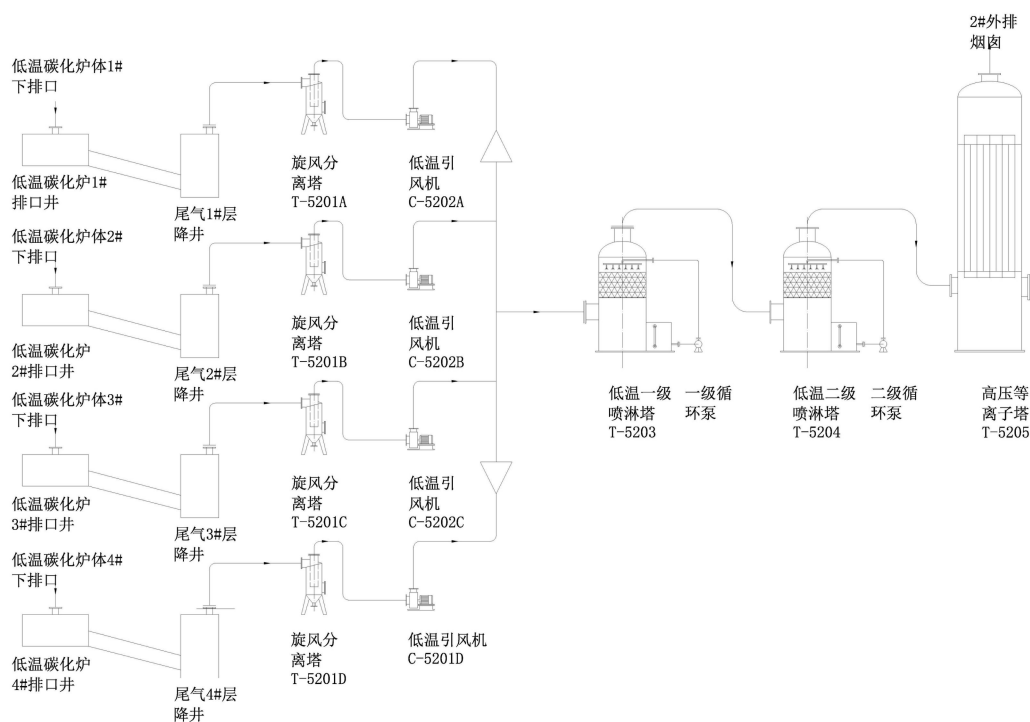 2#外排
烟囱
低温碳化炉体1#
下排口
低温碳化炉1#
排口井
尾气1#层
降井
旋风分
离塔
T-5201A
低温引
风机
C-5202A
低温碳化炉体2#
下排口
低温碳化炉
2#排口井
尾气2#层
降井
旋风分
离塔
T-5201B
低温引
风机
C-5202B
低温碳化炉体3#
下排口
低温碳化炉
3#排口井
尾气3#层
降井
旋风分
离塔
T-5201C
低温引
风机
C-5202C
低温碳化炉体4#
下排口
低温碳化炉
4#排口井
尾气4#层
降井
旋风分
离塔
T-5201D
低温引风机
C-5201D
低温一级
喷淋塔
T-5203
一级循
环泵
低温二级
喷淋塔
T-5204
二级循
环泵
高压等
离子塔
T-5205